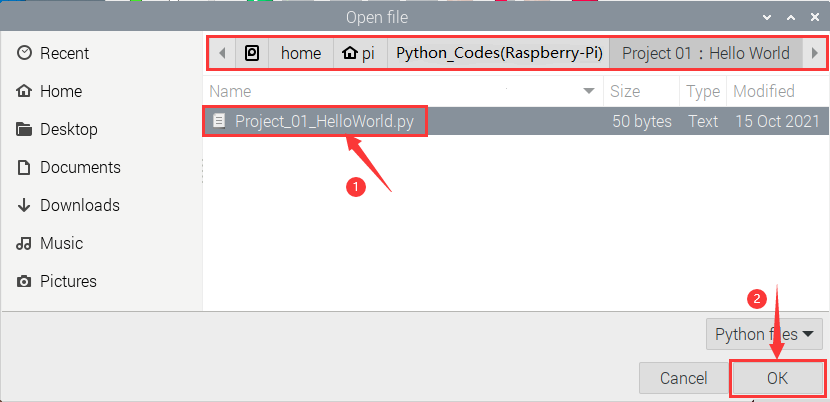 Open file
Recent
home pi Python_Codes(Raspberry-Pi) Project 01：Hello World
Home
Name Size Type Modified
Desktop
Project_01_HelloWorld.py 50 bytes Text 15 Oct 2021
Documents
1
Downloads
Music
Pictures
2
Python files
Cancel OK